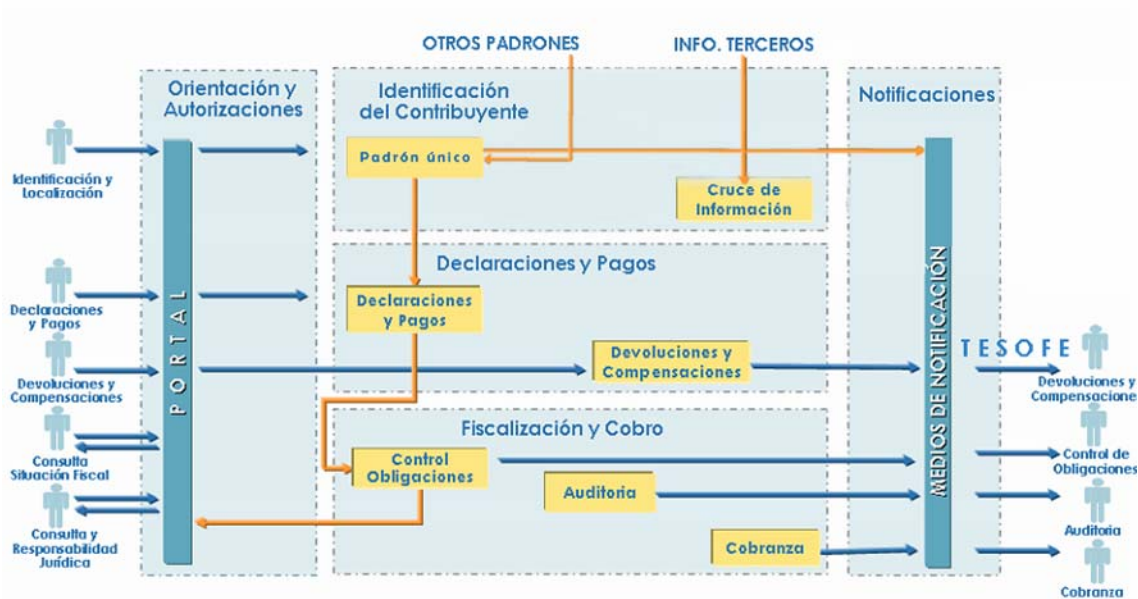 OTROS PADRONES
INFO. TERCEROS
Orientación y
Autorizaciones
Identificación
del Contribuyente
Notificaciones
Padrón único
Identificación y
Localización
Cruce de
Información
Declaraciones y Pagos
Declaraciones
y Pagos
Declaraciones
y Pagos
PORTAL
MEDIOS DE NOTIFICACIÓN
TESOFE
Devoluciones y
Compensaciones
Devoluciones y
Compensaciones
Devoluciones y
Compensaciones
Fiscalización y Cobro
Consulta
Situación Fiscal
Control
Obligaciones
Control de
Obligaciones
Auditoria
Auditoria
Consulta y
Responsabilidad
Jurídica
Cobranza
Cobranza